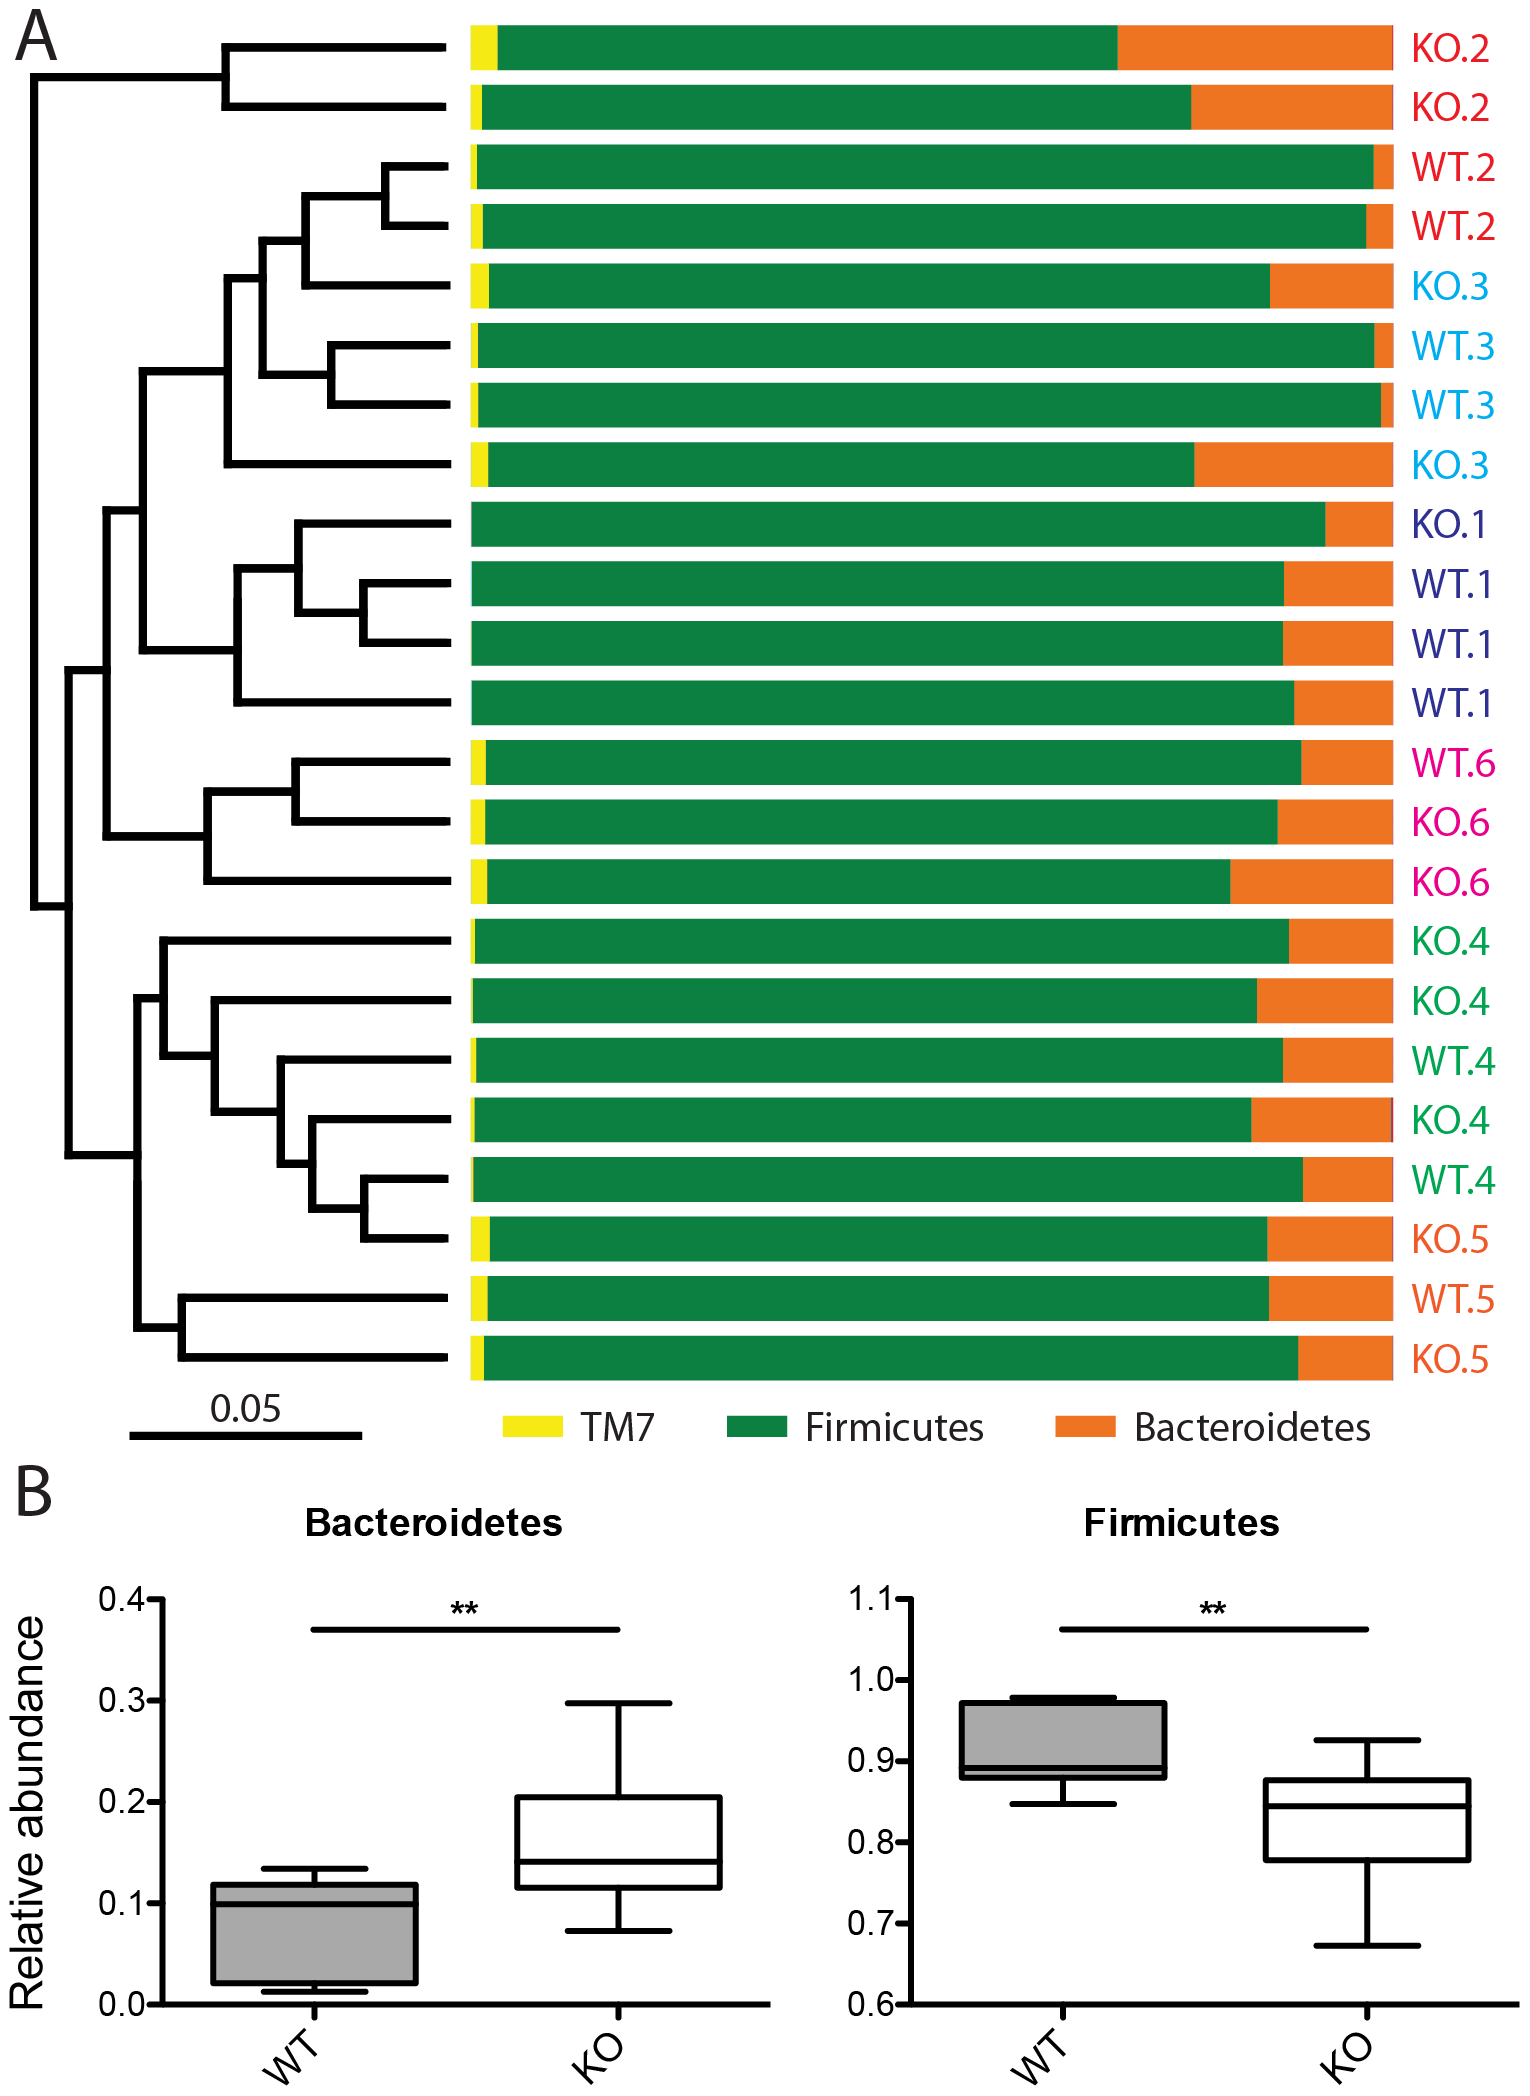 A
KO.2
KO.2
WT.2
WT.2
KO.3
WT.3
WT.3
KO.3
KO.1
WT.1
WT.1
WT.1
WT.6
KO.6
KO.6
KO.4
KO.4
WT.4
KO.4
WT.4
KO.5
WT.5
KO.5
0.05
TM7 Firmicutes Bacteroidetes
B
Bacteroidetes
Relative abundance
0.4
0.3
0.2
0.1
0.0
**
WT KO
Firmicutes
1.1
1.0
0.9
0.8
0.7
0.6
**
WT KO